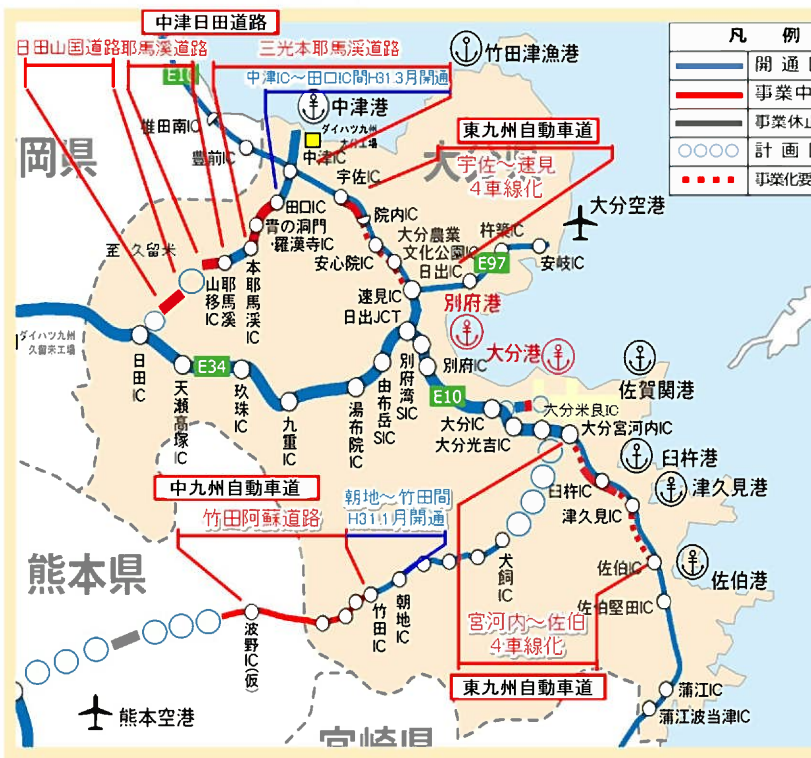 中津日田道路
日田山国道路
耶馬溪道路
三光本耶馬渓道路
中津IC～田口IC間H31.3月開通
竹田津漁港
凡 例
開通
事業中
事業休止
計画
事業化要
E10
中津港
ダイハツ九州
大分工場
椎田南IC
豊前IC
中津IC
東九州自動車道
宇佐～速見
4車線化
岡県
大分県
宇佐IC
田口IC
青の洞門
・羅漢寺IC
院内IC
大分空港
至 久留米
大分農業
文化公園IC
杵築IC
安心院IC
日出IC
E97
安岐IC
本耶馬渓IC
耶馬溪
山移IC
速見IC
日出JCT
別府港
ダイハツ九州
久留米工場
大分港
日田IC
天瀬高塚IC
E34
玖珠IC
九重IC
湯布院IC
由布岳SIC
別府湾SIC
別府IC
E10
佐賀関港
大分米良IC
大分IC
大分宮河内IC
大分光吉IC
臼杵港
中九州自動車道
竹田阿蘇道路
朝地～竹田間
H31.1月開通
臼杵IC
津久見港
津久見IC
熊本県
犬飼IC
佐伯IC
佐伯港
波野IC(仮)
竹田IC
朝地IC
佐伯堅田IC
宮河内～佐伯
4車線化
東九州自動車道
蒲江IC
熊本空港
蒲江波当津IC
宮崎県